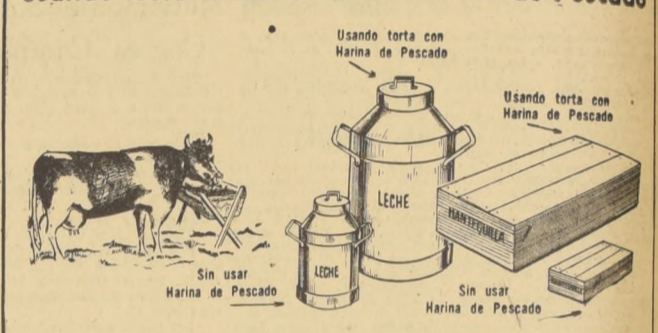 Usando torta con
Harina de Pescado
Usando torta con
Harina de Pescado
LECHE
MANTEQUILLA
LECHE
Sin usar
Harina de Pescado
Sin usar
Harina de Pescado